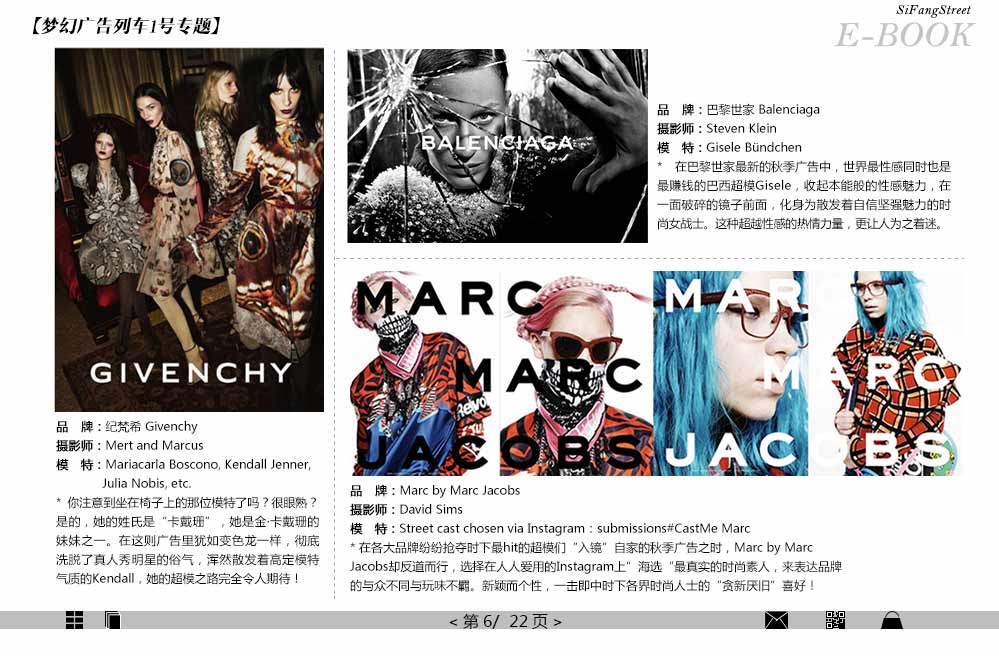 【梦幻广告列车1号专题】
SiFangStreet
E-BOOK
GIVENCHY
品　牌：纪梵希 Givenchy
摄影师：Mert and Marcus
模　特：Mariacarla Boscono, Kendall Jenner,
Julia Nobis, etc.
* 你注意到坐在椅子上的那位模特了吗？很眼熟？
是的，她的姓氏是“卡戴珊”，她是金·卡戴珊的
妹妹之一。在这则广告里犹如变色龙一样，彻底
洗脱了真人秀明星的俗气，浑然散发着高定模特
气质的Kendall，她的超模之路完全令人期待！
BALENCIAGA
品　牌：巴黎世家 Balenciaga
摄影师：Steven Klein
模　特：Gisele Bündchen
*　在巴黎世家最新的秋季广告中，世界最性感同时也是
最赚钱的巴西超模Gisele，收起本能般的性感魅力，在
一面破碎的镜子前面，化身为散发着自信坚强魅力的时
尚女战士。这种超越性感的热情力量，更让人为之着迷。
MARC
MARC
JACOBS
MARC
MARC
JACOBS
品　牌：Marc by Marc Jacobs
摄影师：David Sims
模　特：Street cast chosen via Instagram：submissions#CastMe Marc
* 在各大品牌纷纷抢夺时下最hit的超模们“入镜”自家的秋季广告之时，Marc by Marc
Jacobs却反道而行，选择在人人爱用的Instagram上”海选“最真实的时尚素人，来表达品牌
的与众不同与玩味不羁。新颖而个性，一击即中时下各界时尚人士的“贪新厌旧”喜好！
< 第 6/ 22 页 >